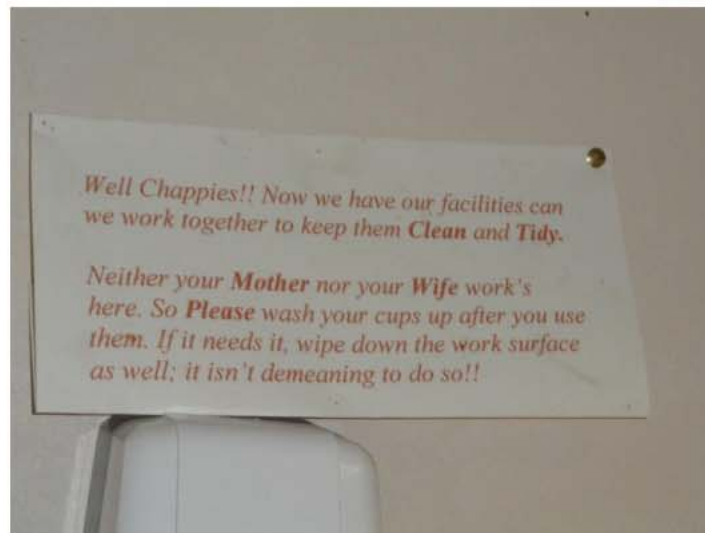 Well Chappies!! Now we have our facilities can
we work together to keep them Clean and Tidy.
Neither your Mother nor your Wife work's
here. So Please wash your cups up after you use
them. If it needs it, wipe down the work surface
as well; it isn't demeaning to do so!!